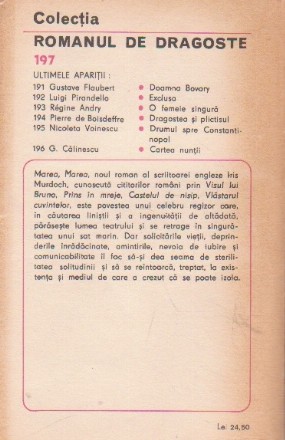 Colecția
ROMANUL DE DRAGOSTE
197
ULTIMELE APARIȚII :
191 Gustave Flaubert ● Doamna Bovary
192 Luigi Pirandello ● Exclusa
193 Régine Andry ● O femeie singură
194 Pierre de Boisdeffre ● Dragostea și plictisul
195 Nicoleta Voinescu ● Drumul spre Constanti-
nopol
196 G. Călinescu ● Cartea nunții
Marea, Marea, noul roman al scriitoarei engleze Iris
Murdoch, cunoscută cititorilor români prin Vizul lui
Bruno, Prins în mreje, Castelul de nisip, Vlăstarul
cuvintelor, este povestea unui celebru regizor care,
în căutarea liniștii și a ingenuității de altădată,
părăsește lumea teatrului și se retrage în singură-
tatea unui sat marin. Dar solicitările vieții, deprin-
derile înrădăcinate, amintirile, nevoia de iubire și
comunicabilitate îl fac să-și dea seama de sterili-
tatea solitudinii și să se reîntoarcă, treptat, la exis-
tența și mediul de care a crezut că se poate izola.
Lei 24,50